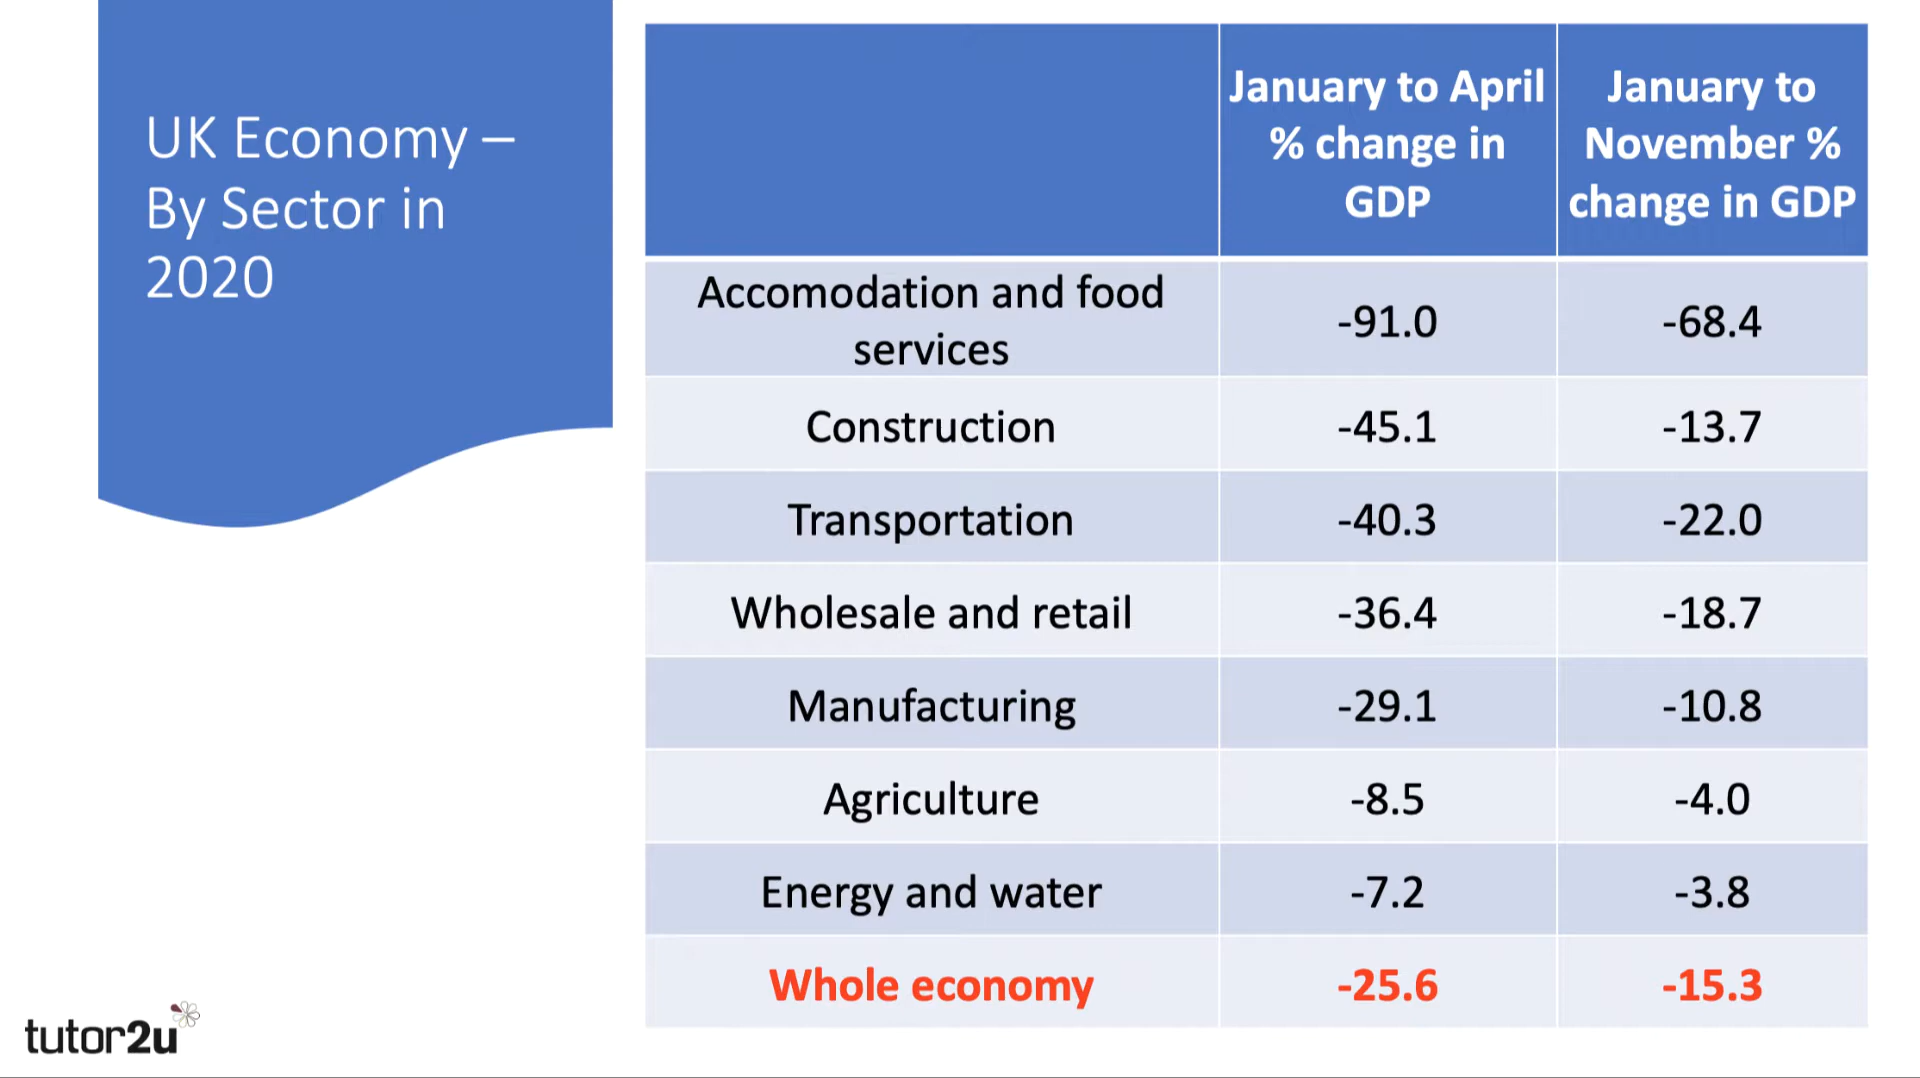 UK Economy –
By Sector in
2020
January to April
% change in
GDP
January to
November %
change in GDP
Accomodation and food
services
-91.0
-68.4
Construction
-45.1
-13.7
Transportation
-40.3
-22.0
Wholesale and retail
-36.4
-18.7
Manufacturing
-29.1
-10.8
Agriculture
-8.5
-4.0
Energy and water
-7.2
-3.8
Whole economy
-25.6
-15.3
tutor2u